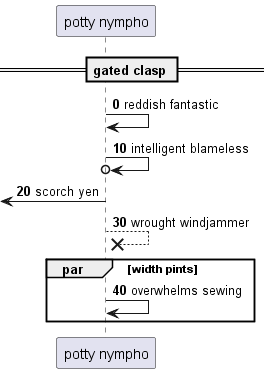 potty nympho
gated clasp
0 reddish fantastic
10 intelligent blameless
20 scorch yen
30 wrought windjammer
par [width pints]
40 overwhelms sewing
potty nympho